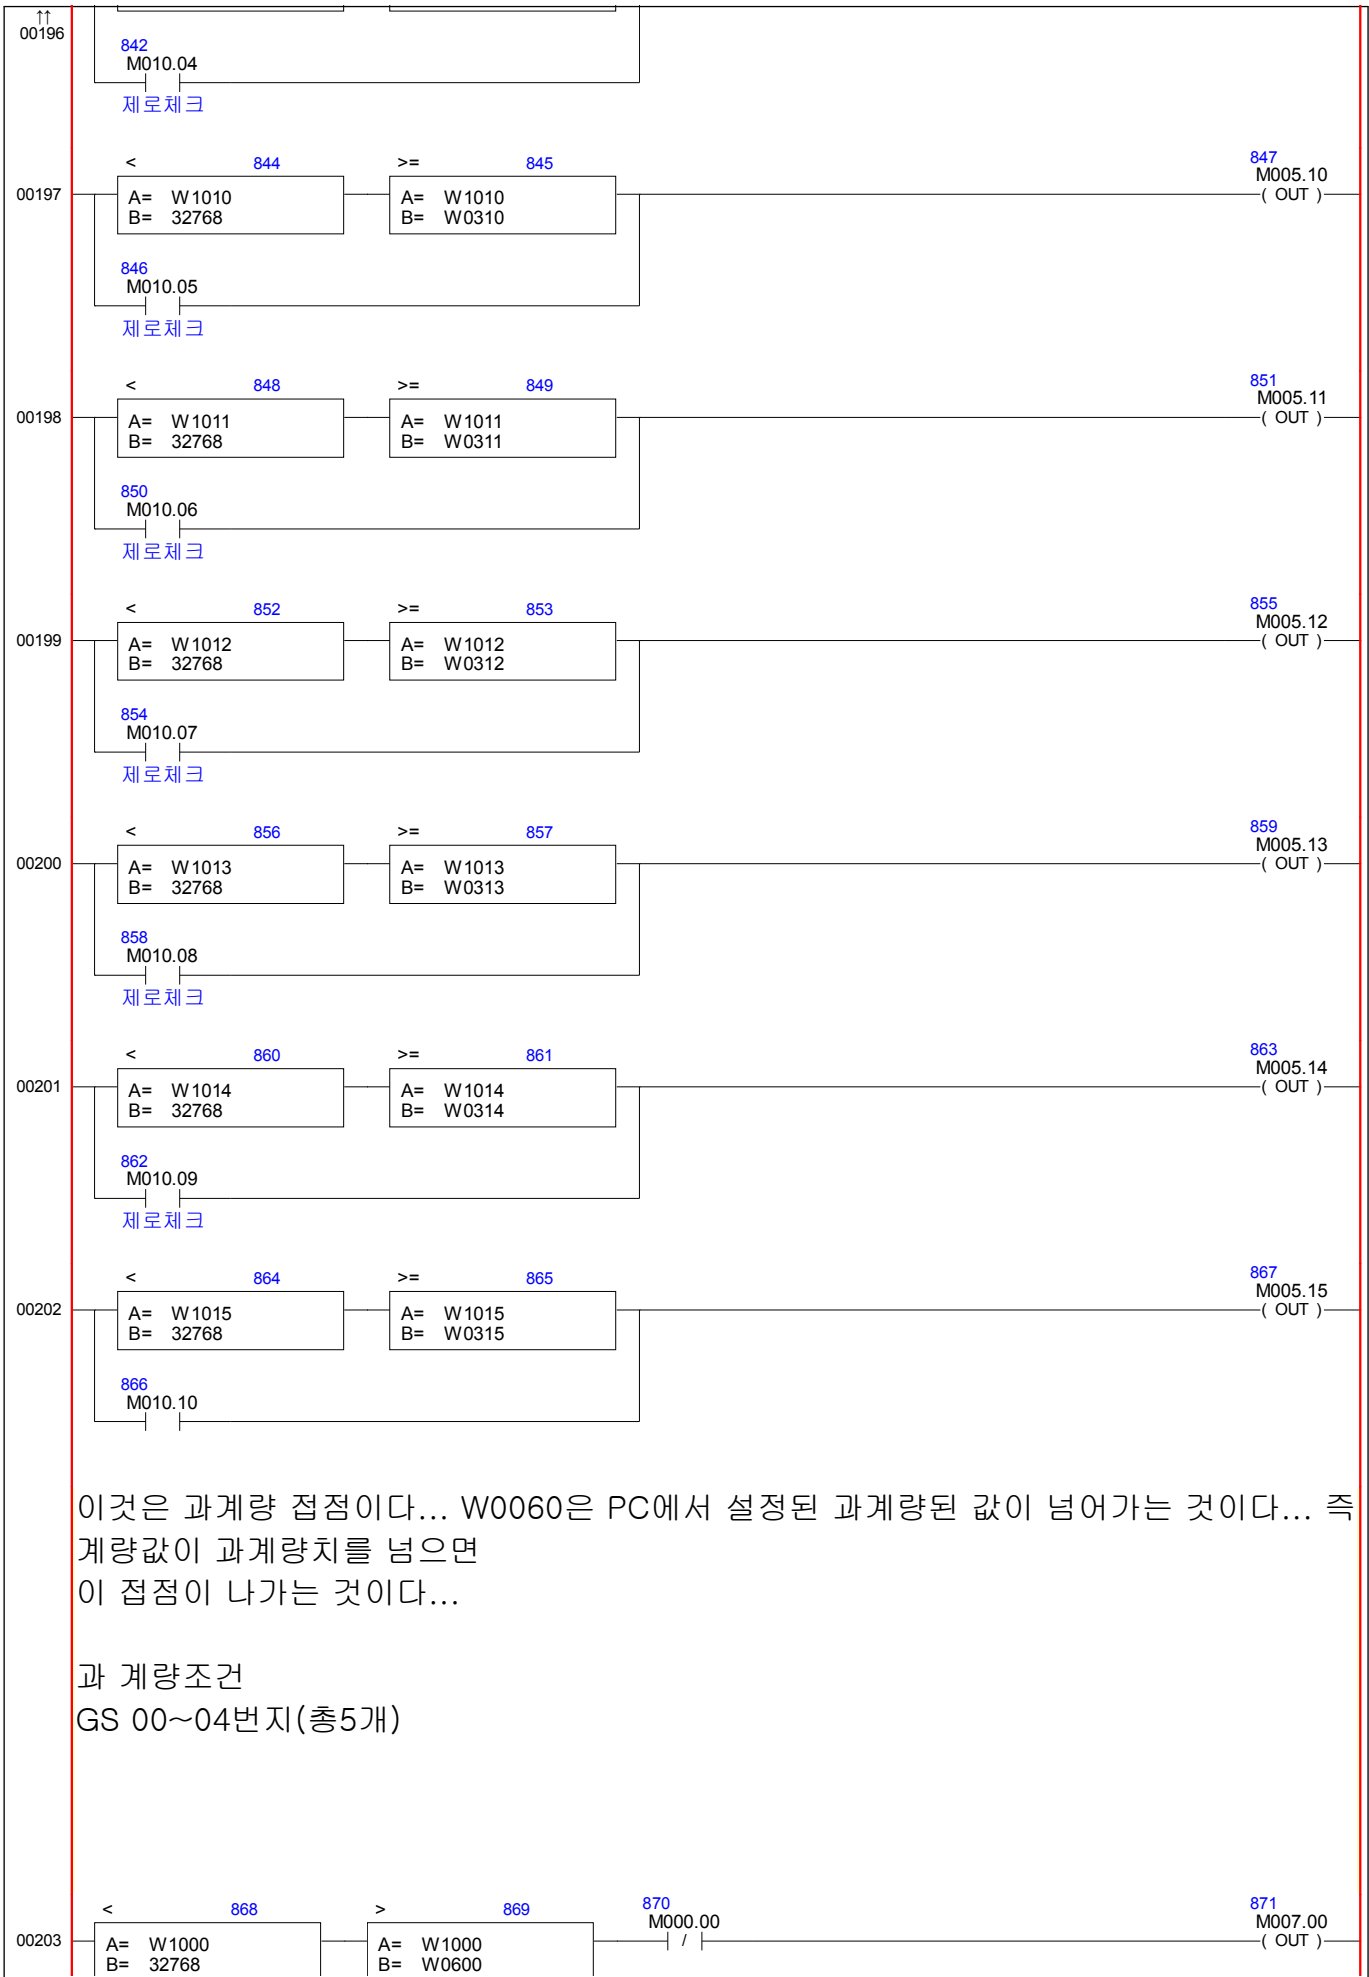 ↑↑
00196
842
M010.04
제로체크
< 844 >= 845 847
M005.10
00197 A= W1010 A= W1010 ( OUT )
B= 32768 B= W0310
846
M010.05
제로체크
< 848 >= 849 851
M005.11
00198 A= W1011 A= W1011 ( OUT )
B= 32768 B= W0311
850
M010.06
제로체크
< 852 >= 853 855
M005.12
00199 A= W1012 A= W1012 ( OUT )
B= 32768 B= W0312
854
M010.07
제로체크
< 856 >= 857 859
M005.13
00200 A= W1013 A= W1013 ( OUT )
B= 32768 B= W0313
858
M010.08
제로체크
< 860 >= 861 863
M005.14
00201 A= W1014 A= W1014 ( OUT )
B= 32768 B= W0314
862
M010.09
제로체크
< 864 >= 865 867
M005.15
00202 A= W1015 A= W1015 ( OUT )
B= 32768 B= W0315
866
M010.10
이것은 과계량 접점이다... W0060은 PC에서 설정된 과계량된 값이 넘어가는 것이다... 즉
계량값이 과계량치를 넘으면
이 접점이 나가는 것이다...
과 계량조건
GS 00~04번지(총5개)
< 868 > 869 870 871
M000.00 M007.00
00203 A= W1000 A= W1000 / ( OUT )
B= 32768 B= W0600